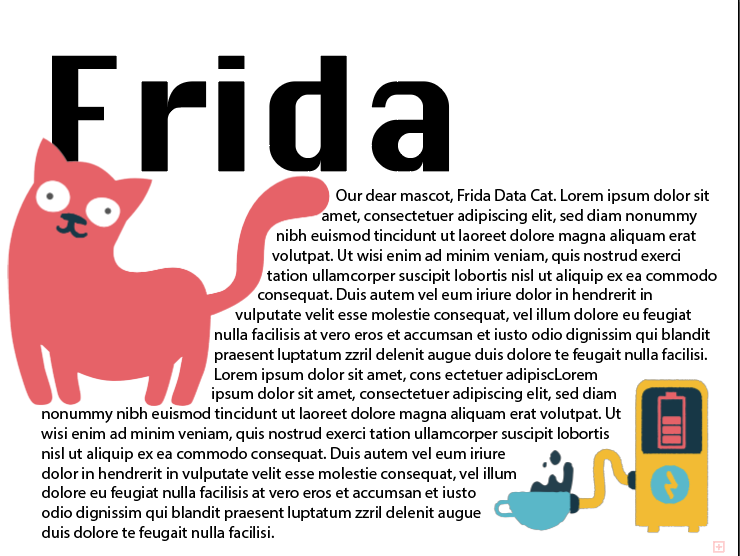 Frida
Our dear mascot, Frida Data Cat. Lorem ipsum dolor sit
amet, consectetuer adipiscing elit, sed diam nonummy
nibh euismod tincidunt ut laoreet dolore magna aliquam erat
volutpat. Ut wisi enim ad minim veniam, quis nostrud exerci
tation ullamcorper suscipit lobortis nisl ut aliquip ex ea commodo
consequat. Duis autem vel eum iriure dolor in hendrerit in
vulputate velit esse molestie consequat, vel illum dolore eu feugiat
nulla facilisis at vero eros et accumsan et iusto odio dignissim qui blandit
praesent luptatum zzril delenit augue duis dolore te feugait nulla facilisi.
Lorem ipsum dolor sit amet, cons ectetuer adipiscLorem
ipsum dolor sit amet, consectetuer adipiscing elit, sed diam
nonummy nibh euismod tincidunt ut laoreet dolore magna aliquam erat volutpat. Ut
wisi enim ad minim veniam, quis nostrud exerci tation ullamcorper suscipit lobortis
nisl ut aliquip ex ea commodo consequat. Duis autem vel eum iriure
dolor in hendrerit in vulputate velit esse molestie consequat, vel illum
dolore eu feugiat nulla facilisis at vero eros et accumsan et iusto
odio dignissim qui blandit praesent luptatum zzril delenit augue
duis dolore te feugait nulla facilisi.